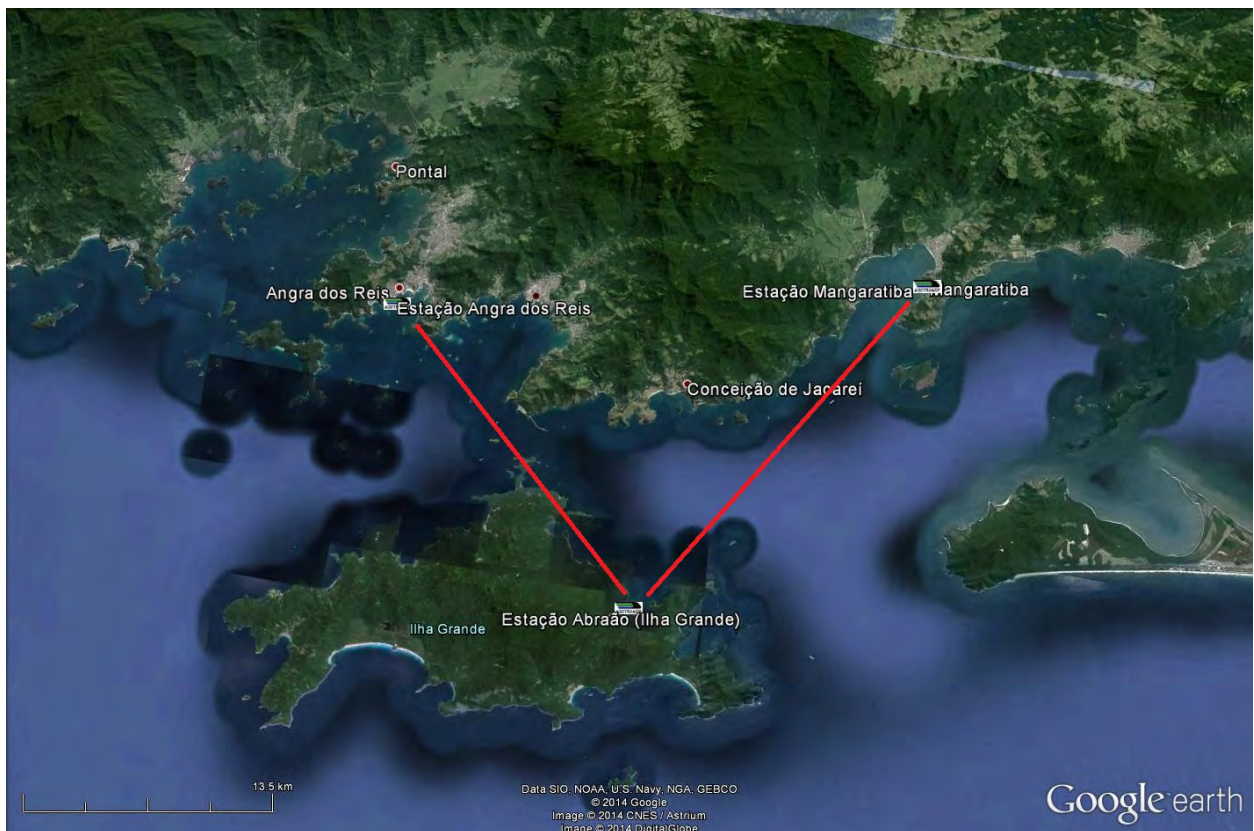 Pontal
Angra dos Reis
Estação Angra dos Reis
Estação Mangaratiba
Mangaratiba
Conceição de Jacareí
Estação Abraão (Ilha Grande)
Ilha Grande
13.5 km
Data SIO, NOAA, U.S. Navy, NGA, GEBCO
© 2014 Google
Image © 2014 CNES / Astrium
Image © 2014 DigitalGlobe
Google earth